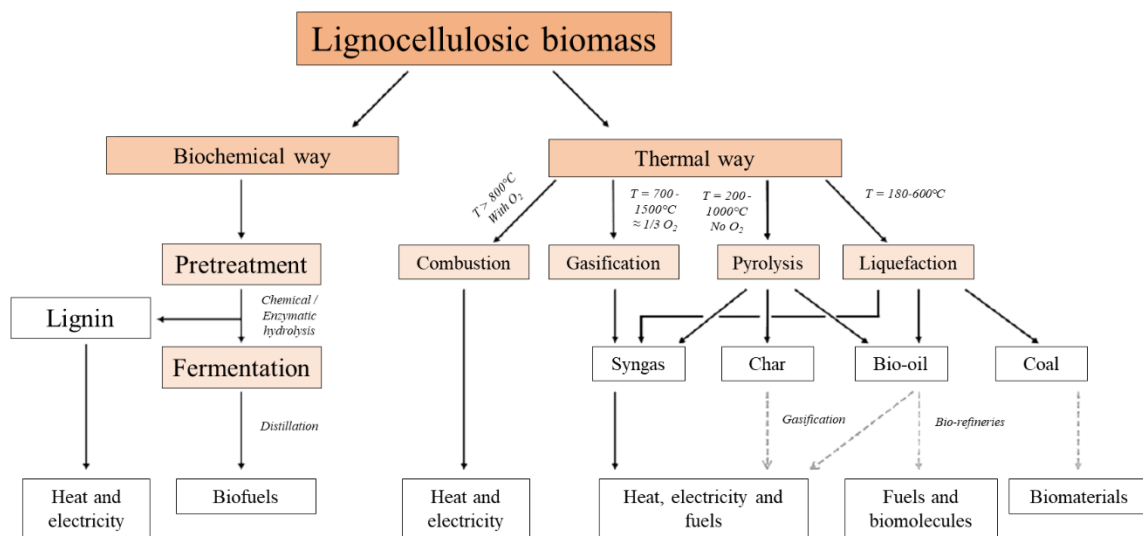 Lignocellulosic biomass
Biochemical way
Thermal way
T > 800°C
With O₂
T = 700-
1500°C
≈ 1/3 O₂
T = 200-
1000°C
No O₂
T = 180-600°C
Pretreatment
Combustion
Gasification
Pyrolysis
Liquefaction
Chemical /
Enzymatic
hydrolysis
Lignin
Fermentation
Syngas
Char
Bio-oil
Coal
Distillation
Gasification
Bio-refineries
Heat and
electricity
Biofuels
Heat and
electricity
Heat, electricity and
fuels
Fuels and
biomolecules
Biomaterials